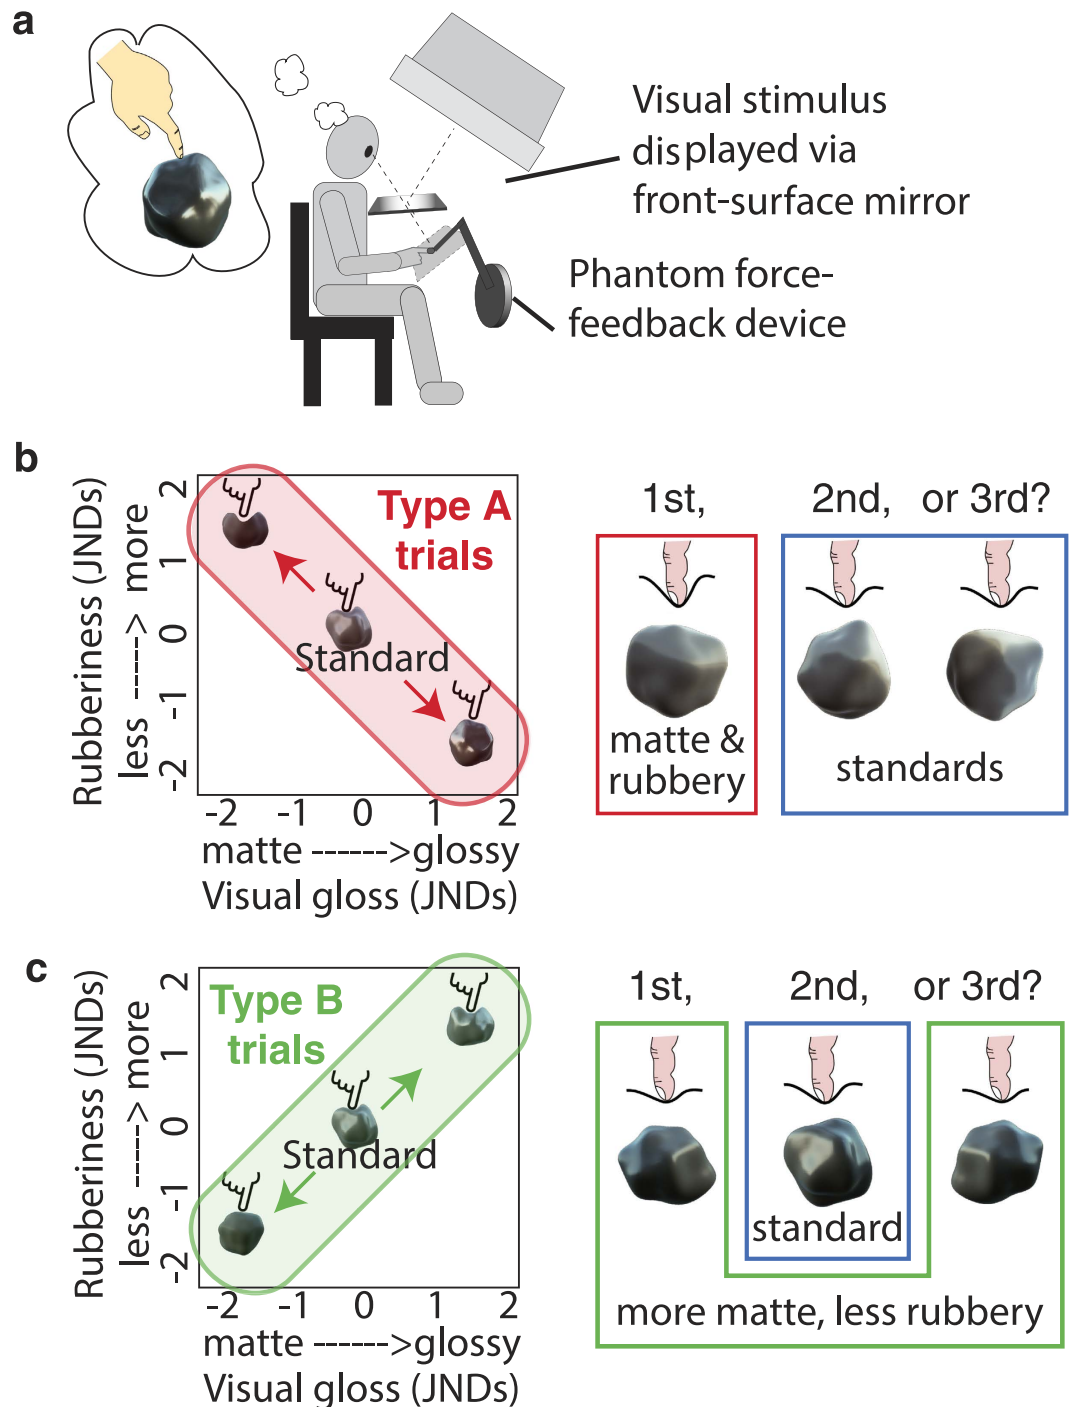 a
Visual stimulus
displayed via
front-surface mirror
Phantom force-
feedback device
b
Rubberiness (JNDs)
less -----> more
2
1
0
-1
-2
Type A
trials
Standard
-2 -1 0 1 2
matte ------>glossy
Visual gloss (JNDs)
1st, 2nd, or 3rd?
matte &
rubbery
standards
c
Rubberiness (JNDs)
less -----> more
2
1
0
-1
-2
Type B
trials
Standard
-2 -1 0 1 2
matte ------>glossy
Visual gloss (JNDs)
1st, 2nd, or 3rd?
standard
more matte, less rubbery